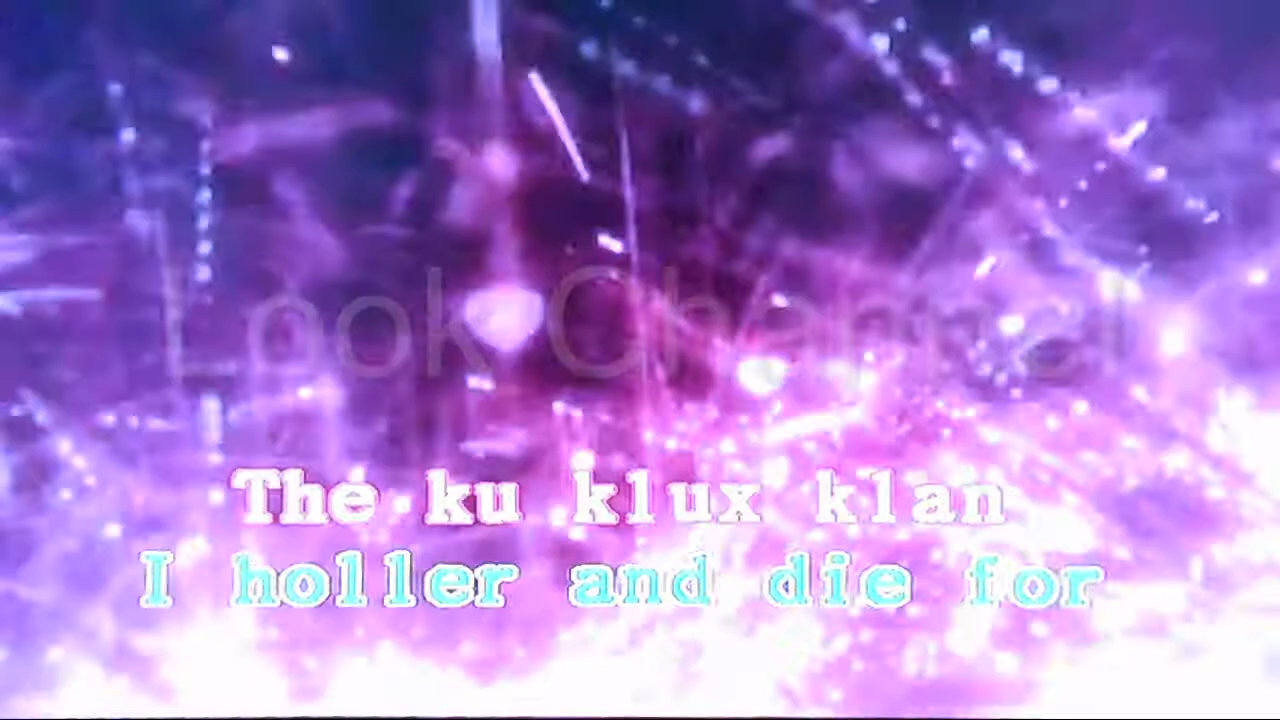 Look Channel
The ku klux klan
I holler and die for